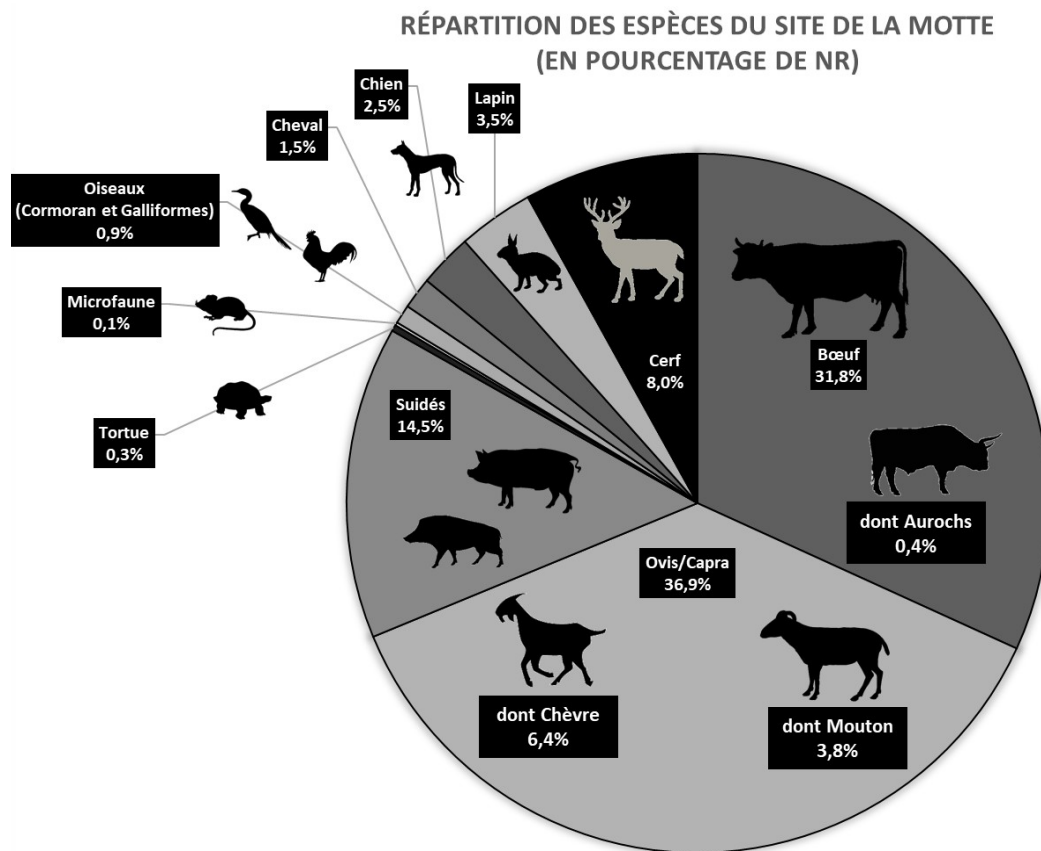 RÉPARTITION DES ESPÈCES DU SITE DE LA MOTTE
(EN POURCENTAGE DE NR)
Chien
2,5%
Lapin
3,5%
Cheval
1,5%
Oiseaux
(Cormoran et Galliformes)
0,9%
Microfaune
0,1%
Tortue
0,3%
Suidés
14,5%
Cerf
8,0%
Bœuf
31,8%
dont Aurochs
0,4%
Ovis/Capra
36,9%
dont Chèvre
6,4%
dont Mouton
3,8%